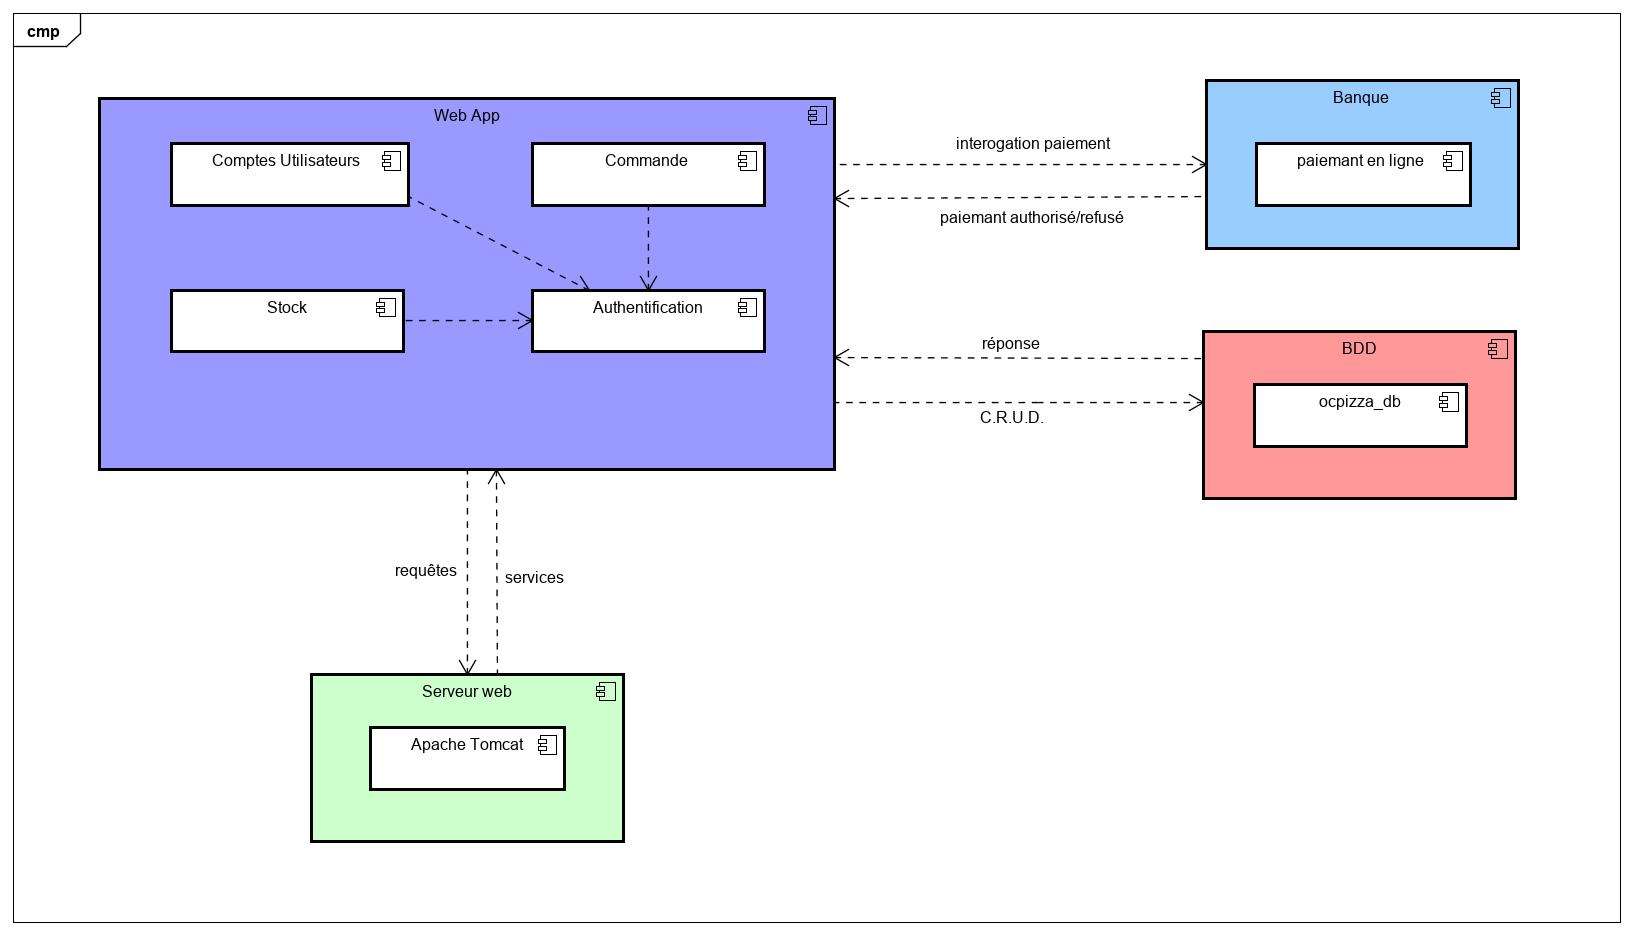 cmp
Web App
Comptes Utilisateurs
Commande
Stock
Authentification
interogation paiement
paiemant authorisé/refusé
Banque
paiemant en ligne
réponse
C.R.U.D.
BDD
ocpizza_db
requêtes
services
Serveur web
Apache Tomcat